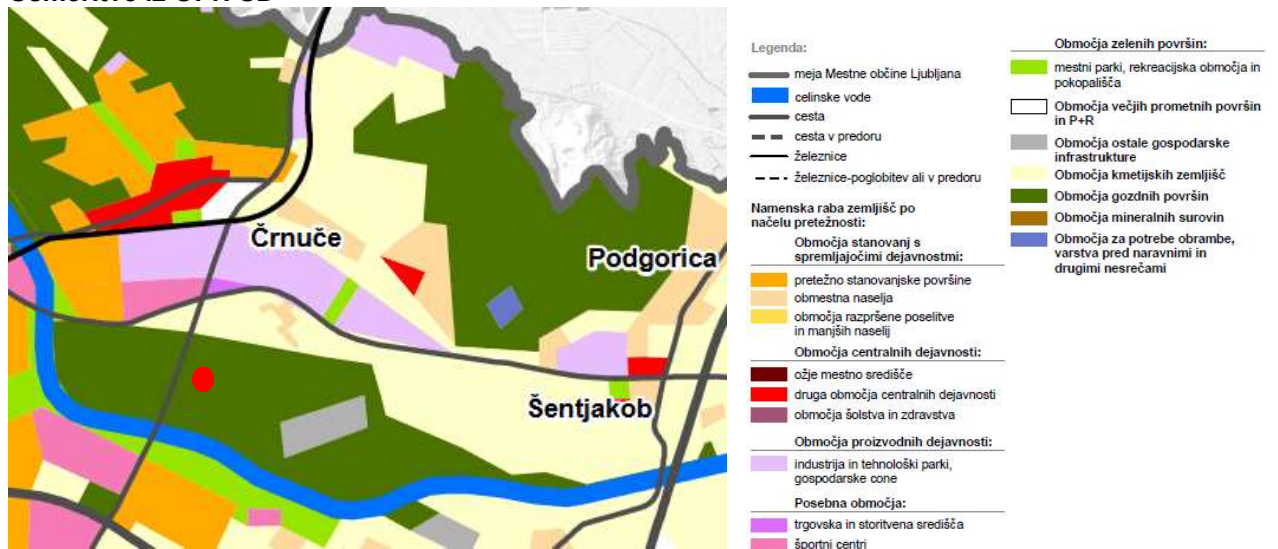 Črnuče
Podgorica
Šentjakob
Legenda:
meja Mestne občine Ljubljana
celinske vode
cesta
cesta v predoru
železnice
železnice-poglobitev ali v predoru
Namenska raba zemljišč po
načelu pretežnosti:
Območja stanovanj s
spremljajočimi dejavnostmi:
pretežno stanovanjske površine
obmestna naselja
območja razpršene poselitve
in manjših naselij
Območja centralnih dejavnosti:
ožje mestno središče
druga območja centralnih dejavnosti
območja šolstva in zdravstva
Območja proizvodnih dejavnosti:
industrija in tehnološki parki,
gospodarske cone
Posebna območja:
trgovska in storitvena središča
športni centri
Območja zelenih površin:
mestni parki, rekreacijska območja in
pokopališča
Območja večjih prometnih površin
in P+R
Območja ostale gospodarske
infrastrukture
Območja kmetijskih zemljišč
Območja gozdnih površin
Območja mineralnih surovin
Območja za potrebe obrambe,
varstva pred naravnimi in
drugimi nesrečami